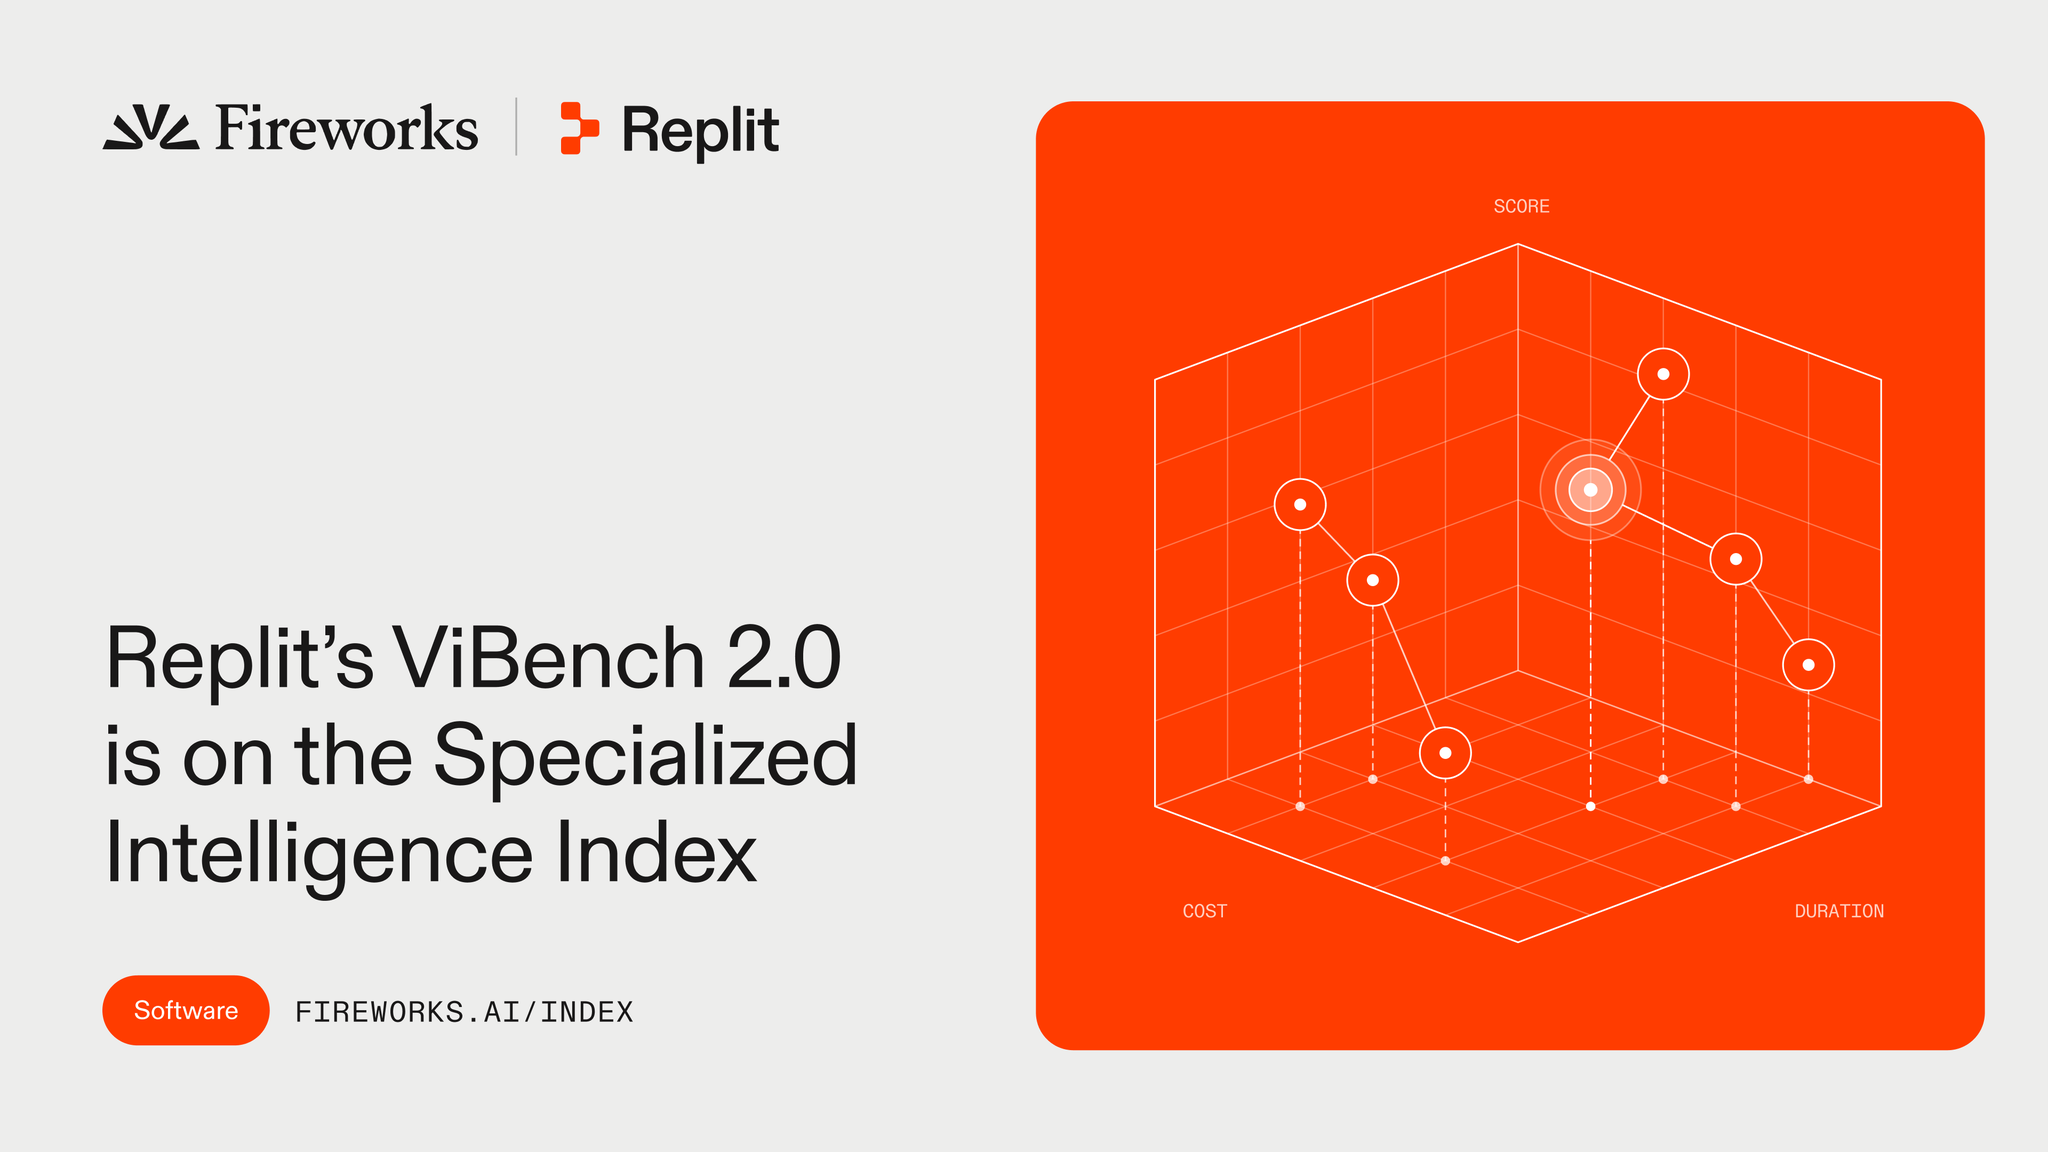 Fireworks
Replit
Replit’s ViBench 2.0
is on the Specialized
Intelligence Index
Software
FIREWORKS.AI/INDEX
SCORE
COST
DURATION